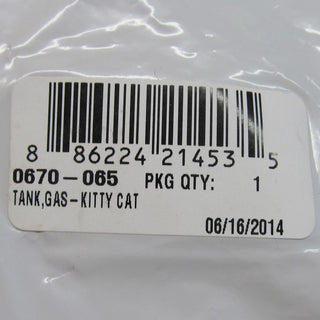 8 86224 21453 5
0670-065 PKG QTY: 1
TANK,GAS-KITTY CAT
06/16/2014